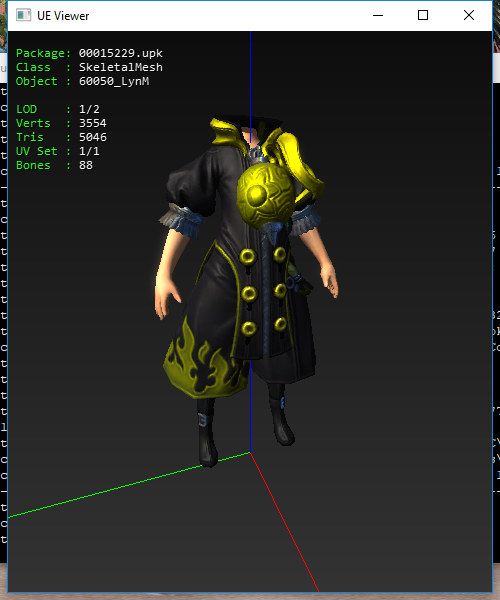 UE Viewer
Package: 00015229.upk
Class : SkeletalMesh
Object : 60050_LynM
LOD : 1/2
Verts : 3554
Tris : 5046
UV Set : 1/1
Bones : 88